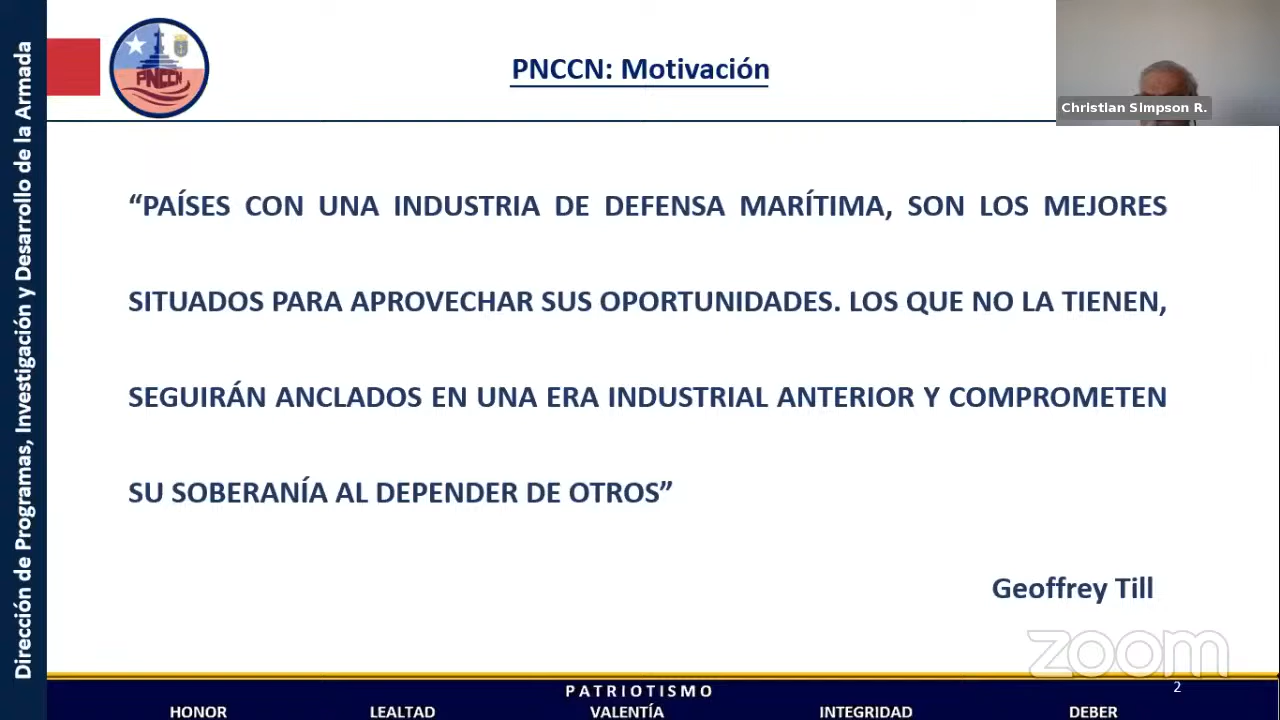 Dirección de Programas, Investigación y Desarrollo de la Armada
PNCCN
PNCCN: Motivación
Christian Simpson R.
“PAÍSES CON UNA INDUSTRIA DE DEFENSA MARÍTIMA, SON LOS MEJORES
SITUADOS PARA APROVECHAR SUS OPORTUNIDADES. LOS QUE NO LA TIENEN,
SEGUIRÁN ANCLADOS EN UNA ERA INDUSTRIAL ANTERIOR Y COMPROMETEN
SU SOBERANÍA AL DEPENDER DE OTROS”
Geoffrey Till
zoom
2
PATRIOTISMO
HONOR LEALTAD VALENTÍA INTEGRIDAD DEBER